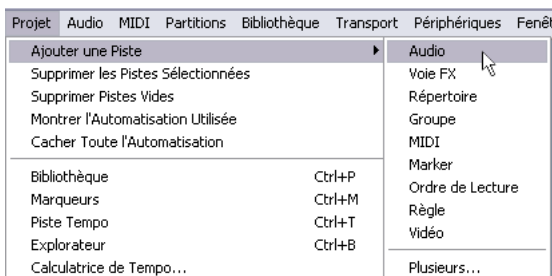 Projet Audio MIDI Partitions Bibliothèque Transport Périphériques Fenê
Ajouter une Piste
Supprimer les Pistes Sélectionnées
Supprimer Pistes Vides
Montrer l'Automatisation Utilisée
Cacher Toute l'Automatisation
Bibliothèque Ctrl+P
Marqueurs Ctrl+M
Piste Tempo Ctrl+T
Explorateur Ctrl+B
Calculatrice de Tempo...
Audio
Voie FX
Répertoire
Groupe
MIDI
Marker
Ordre de Lecture
Règle
Vidéo
Plusieurs...